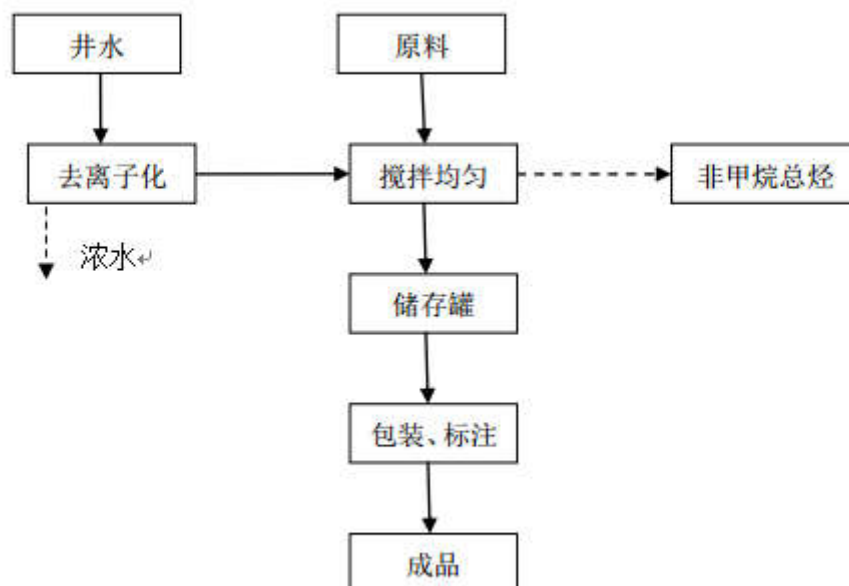 井水
原料
去离子化
搅拌均匀
非甲烷总烃
浓水↵
储存罐
包装、标注
成品